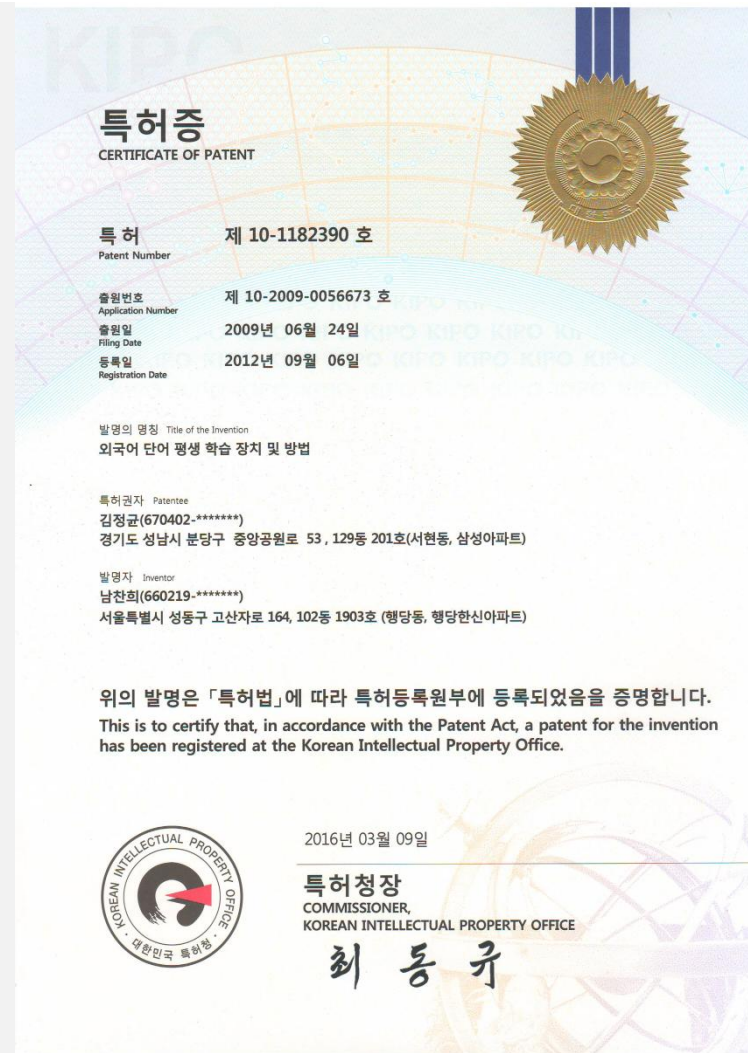 KIPO
특허증
CERTIFICATE OF PATENT
특 허 제 10-1182390 호
Patent Number
출원번호 제 10-2009-0056673 호
Application Number
출원일 2009년 06월 24일
Filing Date
등록일 2012년 09월 06일
Registration Date
발명의 명칭 Title of the Invention
외국어 단어 평생 학습 장치 및 방법
특허권자 Patentee
김정균(670402-*******)
경기도 성남시 분당구 중앙공원로 53 , 129동 201호(서현동, 삼성아파트)
발명자 Inventor
남찬희(660219-*******)
서울특별시 성동구 고산자로 164, 102동 1903호 (행당동, 행당한신아파트)
위의 발명은 「특허법」에 따라 특허등록원부에 등록되었음을 증명합니다.
This is to certify that, in accordance with the Patent Act, a patent for the invention
has been registered at the Korean Intellectual Property Office.
2016년 03월 09일
특허청장
COMMISSIONER,
KOREAN INTELLECTUAL PROPERTY OFFICE
최동규
KOREAN INTELLECTUAL PROPERTY OFFICE
대한민국 특허청